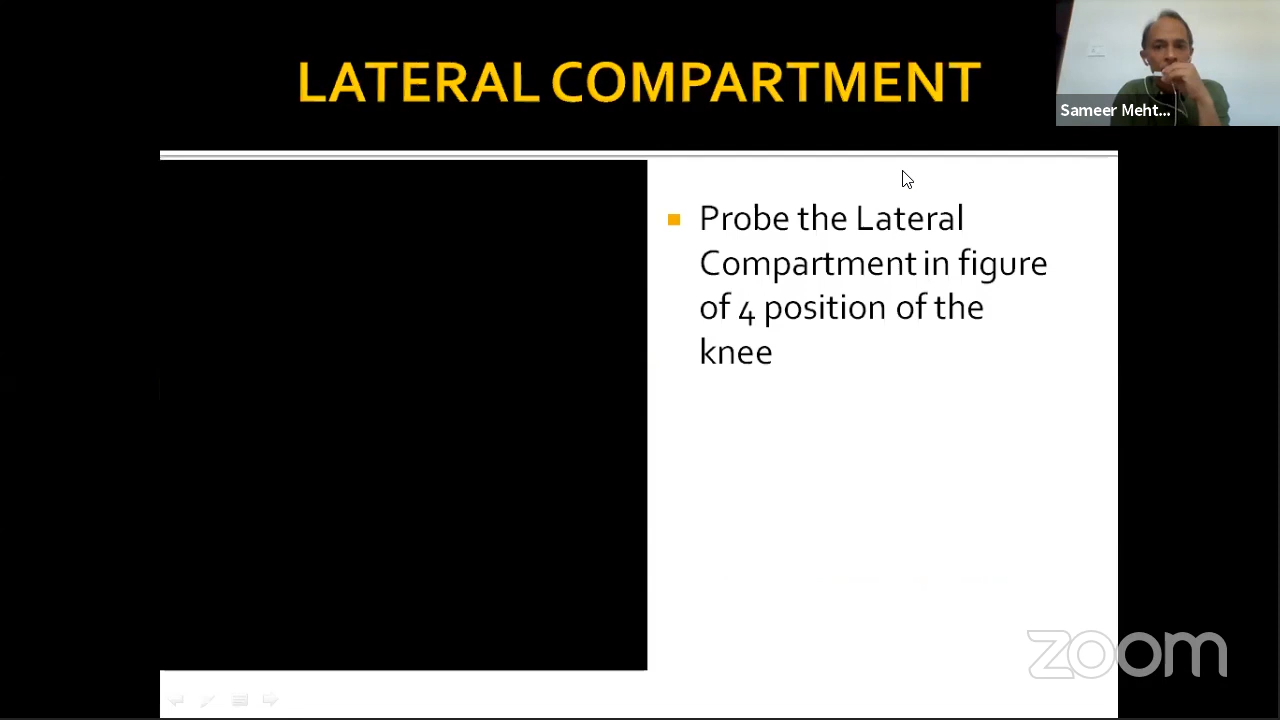 LATERAL COMPARTMENT
Sameer Meht...
Probe the Lateral
Compartment in figure
of 4 position of the
knee
zoom